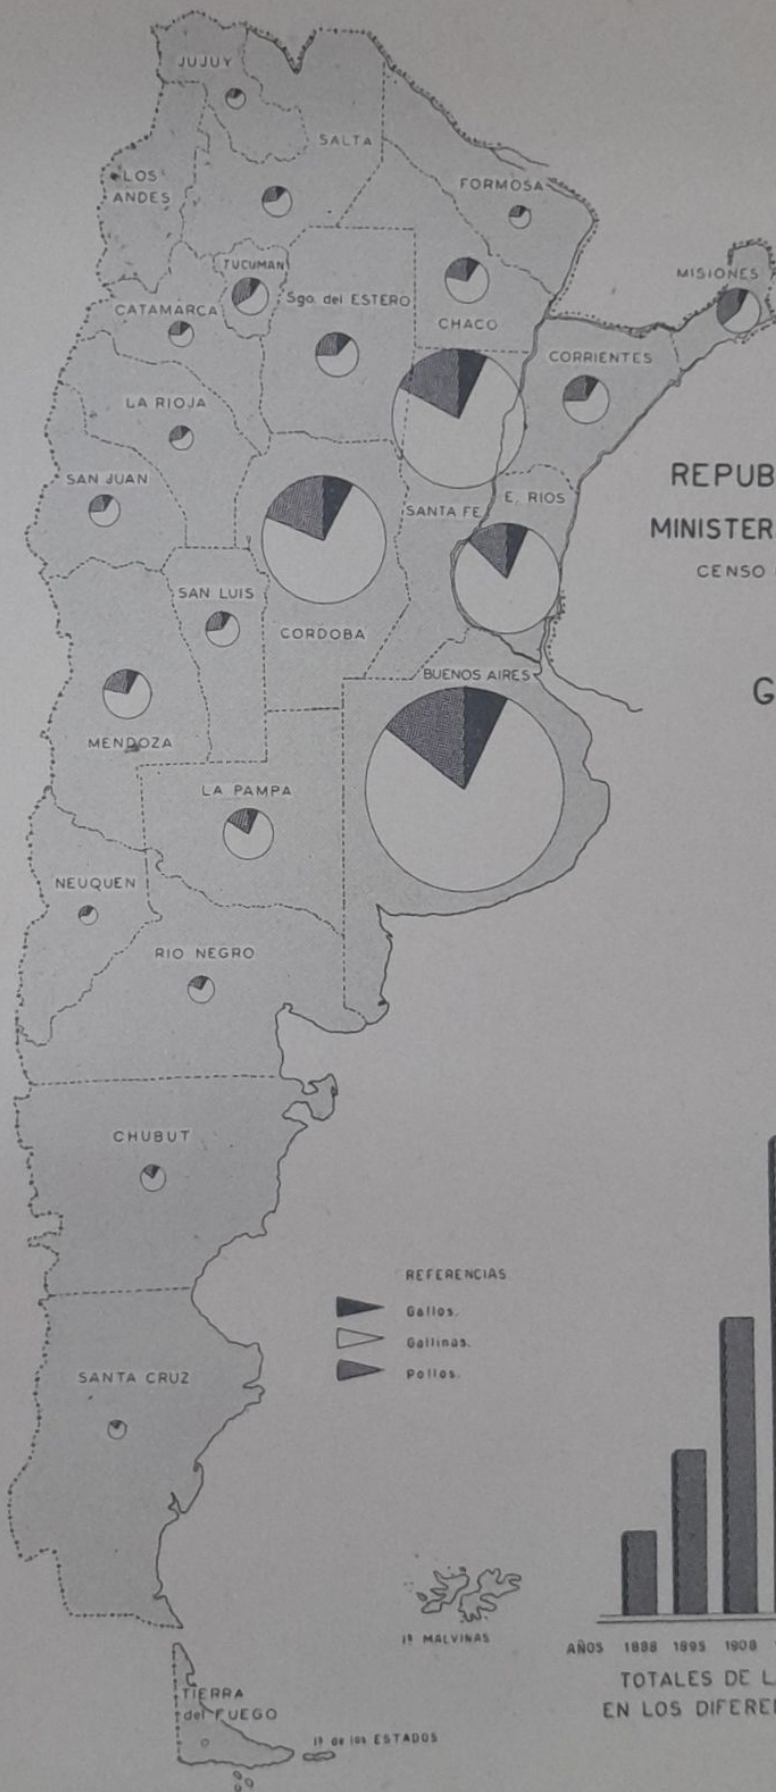 JUJUY
SALTA
LOS
ANDES
FORMOSA
TUCUMAN
MISIONES
CATAMARCA
Sgo. del ESTERO
CHACO
CORRIENTES
LA RIOJA
SAN JUAN
REPUB
SANTA FE
E. RIOS
MINISTER
CENSO
SAN LUIS
CORDOBA
BUENOS AIRES
G
MENDOZA
LA PAMPA
NEUQUEN
RIO NEGRO
CHUBUT
REFERENCIAS
Gallos.
Gallinas.
Pollos.
SANTA CRUZ
Is MALVINAS
AÑOS 1888 1895 1908
TOTALES DE L
EN LOS DIFERE
TIERRA
del FUEGO
Is de los ESTADOS